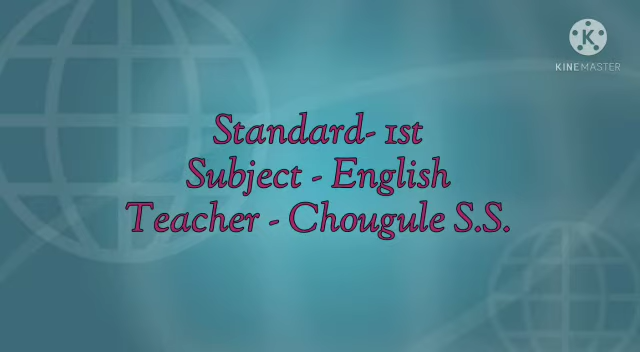 KINEMASTER
Standard- 1st
Subject - English
Teacher - Chougule S.S.